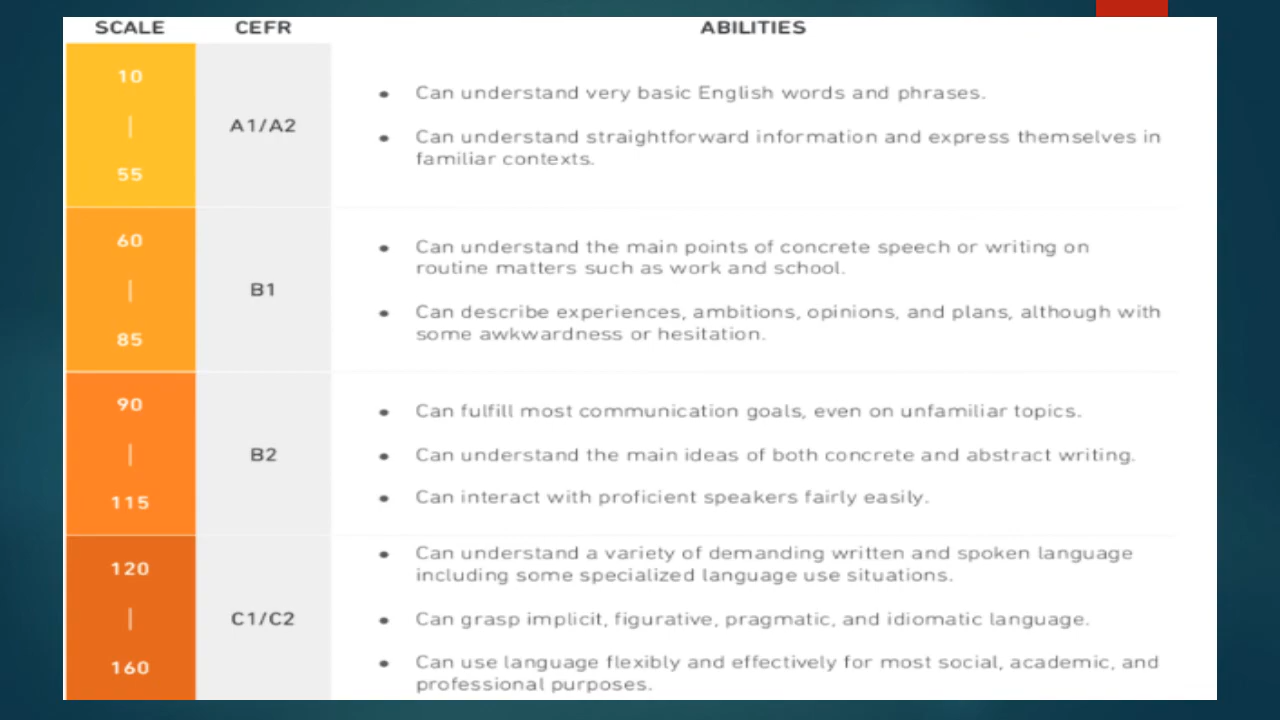 SCALE CEFR ABILITIES
10
|
55
A1/A2
● Can understand very basic English words and phrases.
● Can understand straightforward information and express themselves in
familiar contexts.
60
|
85
B1
● Can understand the main points of concrete speech or writing on
routine matters such as work and school.
● Can describe experiences, ambitions, opinions, and plans, although with
some awkwardness or hesitation.
90
|
115
B2
● Can fulfill most communication goals, even on unfamiliar topics.
● Can understand the main ideas of both concrete and abstract writing.
● Can interact with proficient speakers fairly easily.
120
|
160
C1/C2
● Can understand a variety of demanding written and spoken language
including some specialized language use situations.
● Can grasp implicit, figurative, pragmatic, and idiomatic language.
● Can use language flexibly and effectively for most social, academic, and
professional purposes.